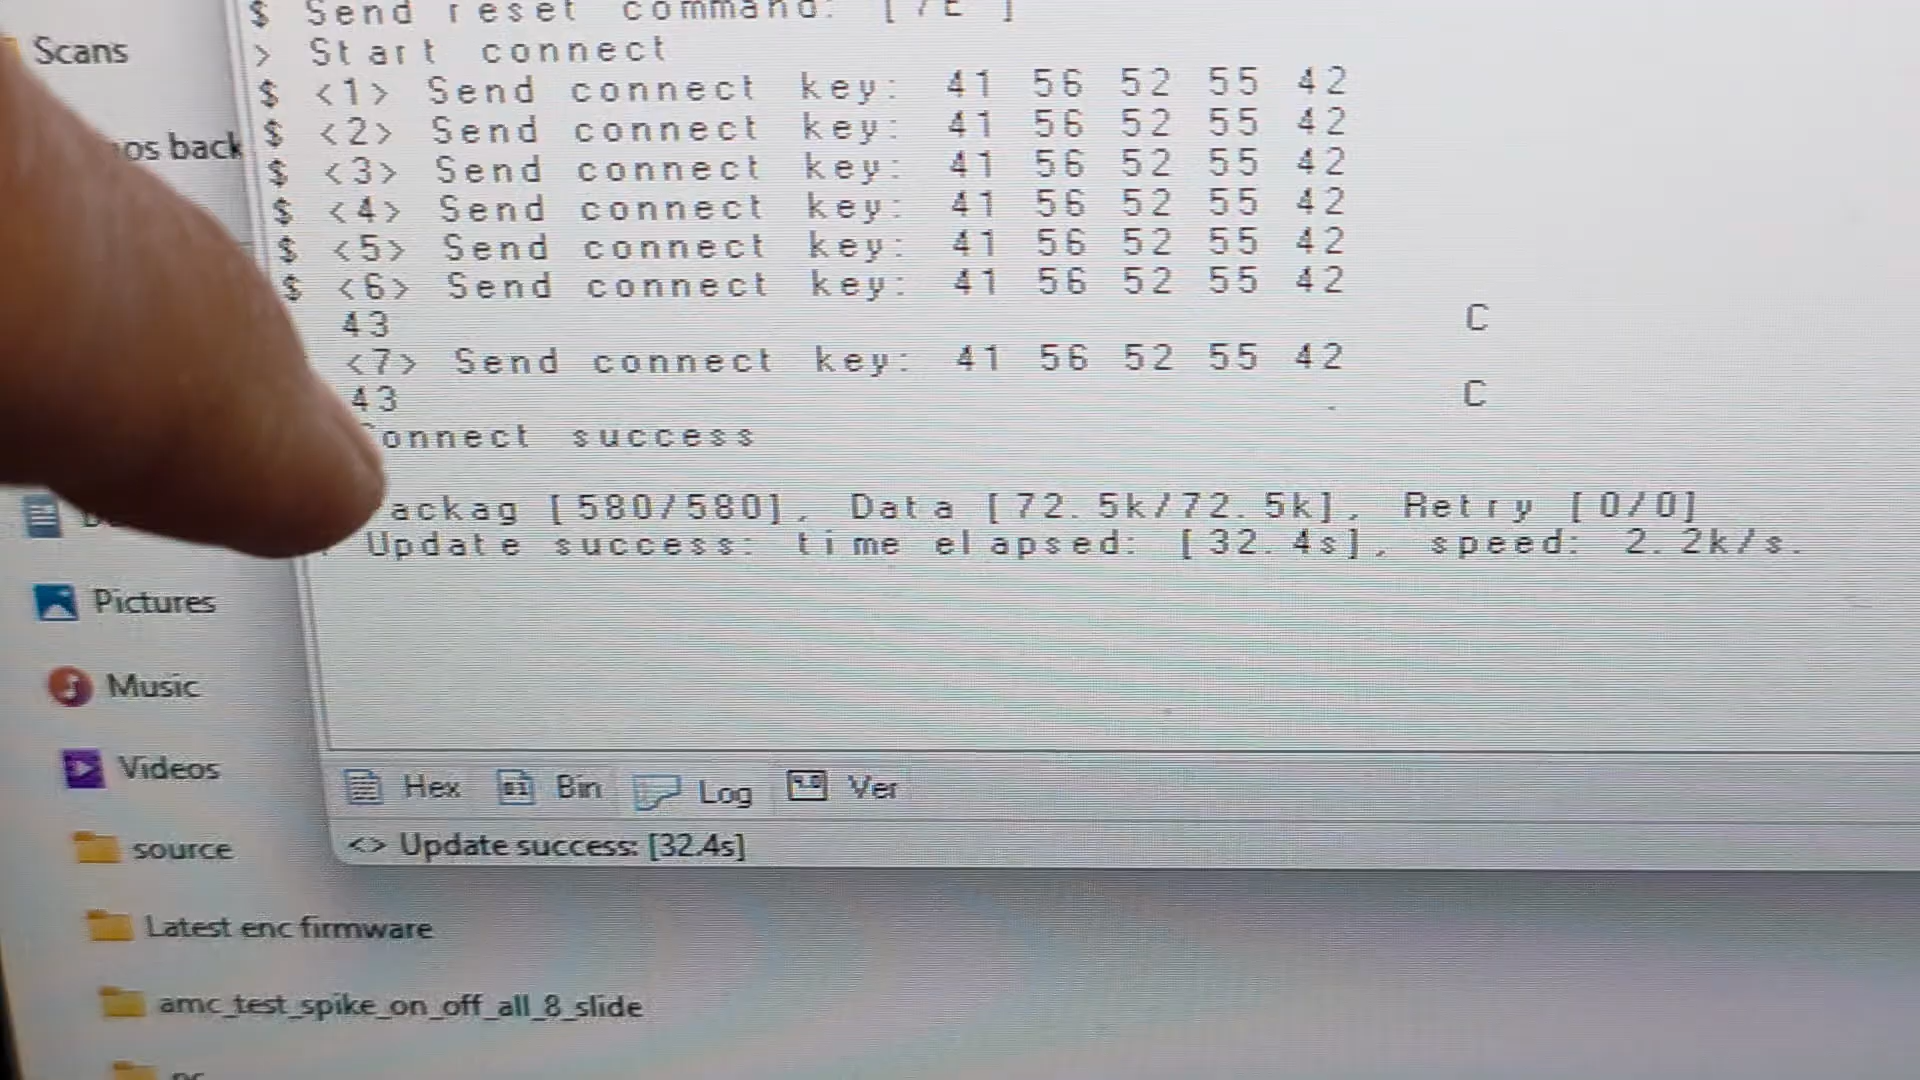 $ Send reset command: [
Scans
> Start connect
$ <1> Send connect key: 41 56 52 55 42
os back
$ <2> Send connect key: 41 56 52 55 42
$ <3> Send connect key: 41 56 52 55 42
$ <4> Send connect key: 41 56 52 55 42
$ <5> Send connect key: 41 56 52 55 42
$ <6> Send connect key: 41 56 52 55 42
43 C
<7> Send connect key: 41 56 52 55 42
43 C
onnect success
ackag [580/580], Data [72.5k/72.5k], Retry [0/0]
Update success: time elapsed: [32.4s], speed: 2.2k/s.
Pictures
Music
Videos
Hex Bin Log Ver
source
<> Update success: [32.4s]
Latest enc firmware
amc_test_spike_on_off_all_8_slide